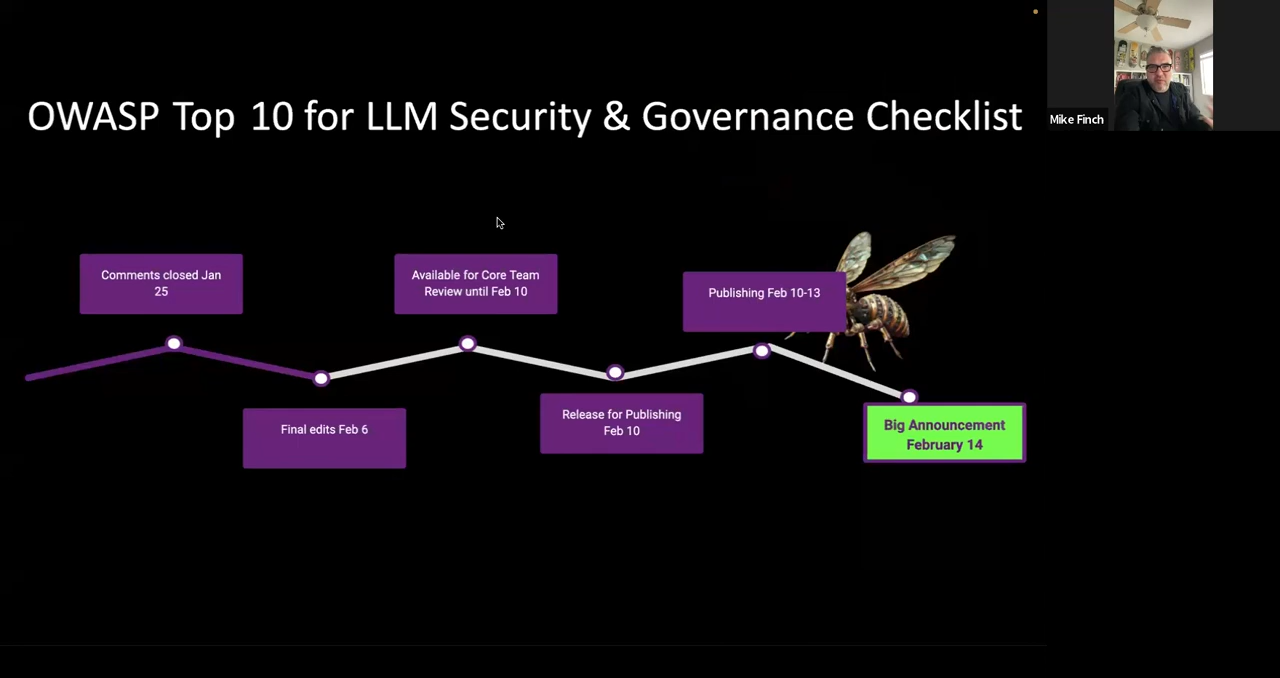 OWASP Top 10 for LLM Security & Governance Checklist
Mike Finch
Comments closed Jan
25
Final edits Feb 6
Available for Core Team
Review until Feb 10
Release for Publishing
Feb 10
Publishing Feb 10-13
Big Announcement
February 14